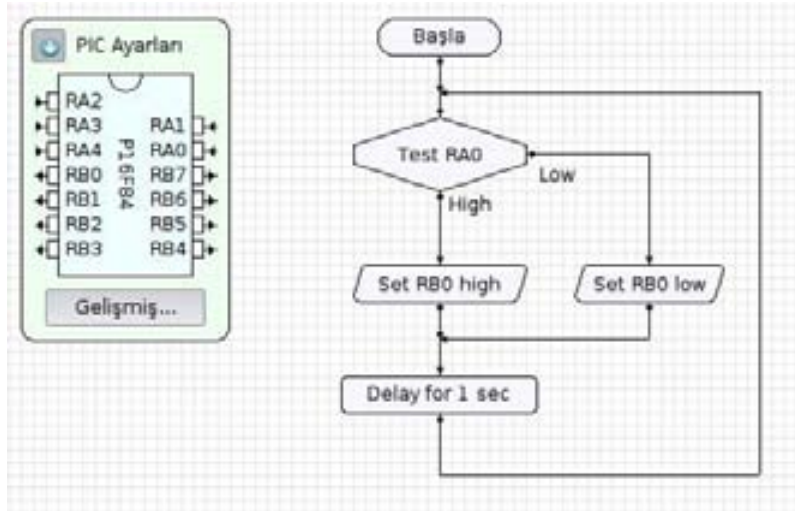 PIC Ayarları
RA2
RA3
RA4
RB0
RB1
RB2
RB3
P16F84
RA1
RA0
RB7
RB6
RB5
RB4
Gelişmiş...
Başla
Test RA0
Low
High
Set RB0 high
Set RB0 low
Delay for 1 sec